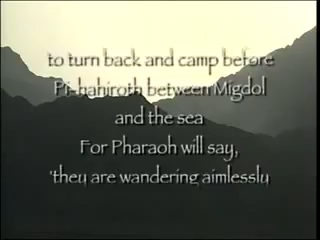 to turn back and camp before
Pi-hahiroth between Migdol
and the sea
For Pharaoh will say,
'they are wandering aimlessly